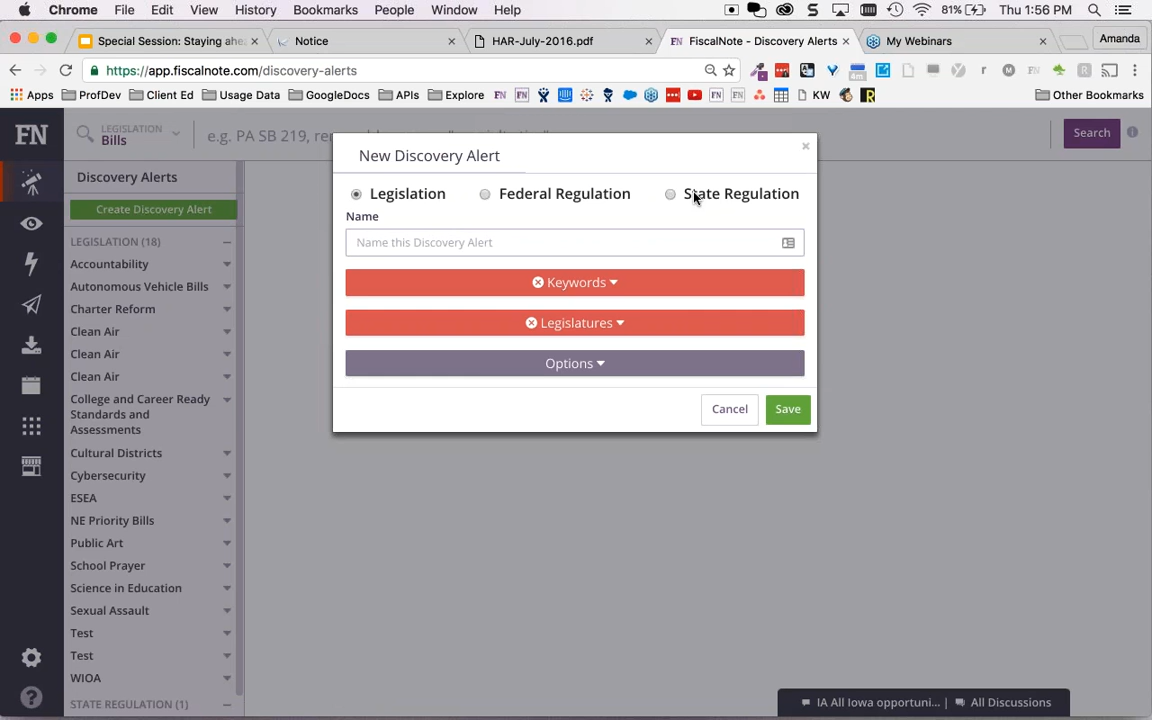 Chrome File Edit View History Bookmarks People Window Help 81% Thu 1:56 PM
Special Session: Staying ahe Notice HAR-July-2016.pdf FiscalNote - Discovery Alerts My Webinars Amanda
https://app.fiscalnote.com/discovery-alerts
Apps ProfDev Client Ed Usage Data GoogleDocs APIs Explore KW Other Bookmarks
FN LEGISLATION
Bills e.g. PA SB 219, Search
New Discovery Alert
Discovery Alerts
Legislation Federal Regulation State Regulation
Create Discovery Alert
Name
LEGISLATION (18)
Name this Discovery Alert
Accountability
Keywords
Autonomous Vehicle Bills
Charter Reform
Legislatures
Clean Air
Clean Air
Options
Clean Air
College and Career Ready
Standards and
Assessments
Cancel Save
Cultural Districts
Cybersecurity
ESEA
NE Priority Bills
Public Art
School Prayer
Science in Education
Sexual Assault
Test
Test
WIOA
STATE REGULATION (1)
IA All Iowa opportuni... | All Discussions